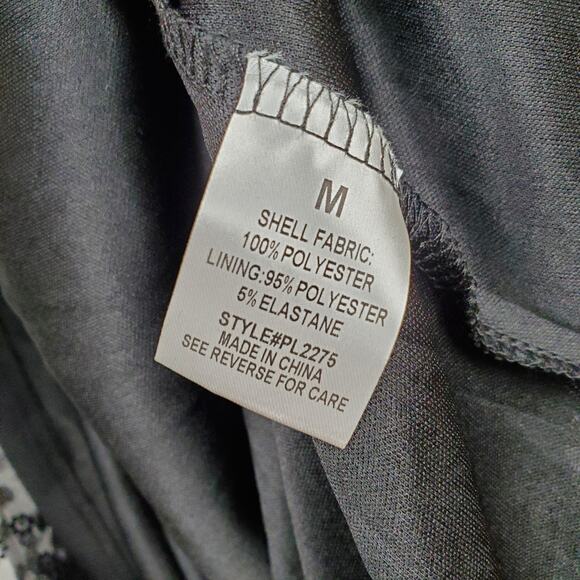 M
SHELL FABRIC:
100% POLYESTER
LINING:95% POLYESTER
5% ELASTANE
STYLE#PL2275
MADE IN CHINA
SEE REVERSE FOR CARE